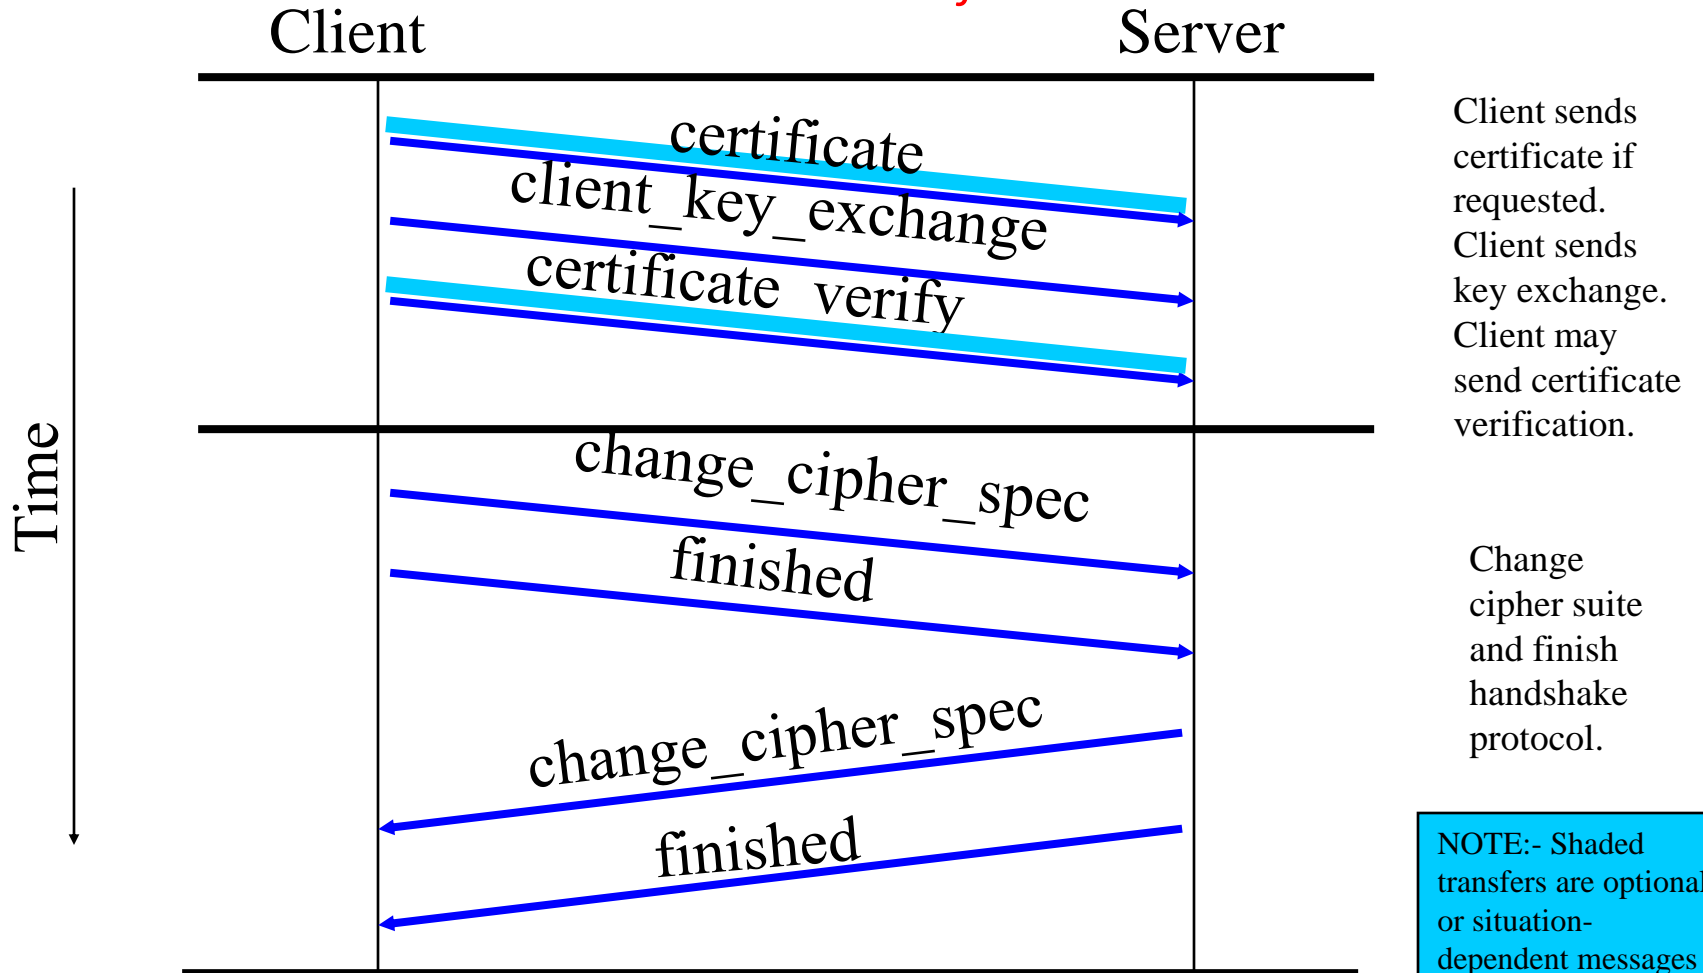 Client
Server
certificate
client_key_exchange
certificate_verify
Client sends
certificate if
requested.
Client sends
key exchange.
Client may
send certificate
verification.
Time
change_cipher_spec
finished
change_cipher_spec
finished
Change
cipher suite
and finish
handshake
protocol.
NOTE:- Shaded
transfers are optional
or situation-
dependent messages